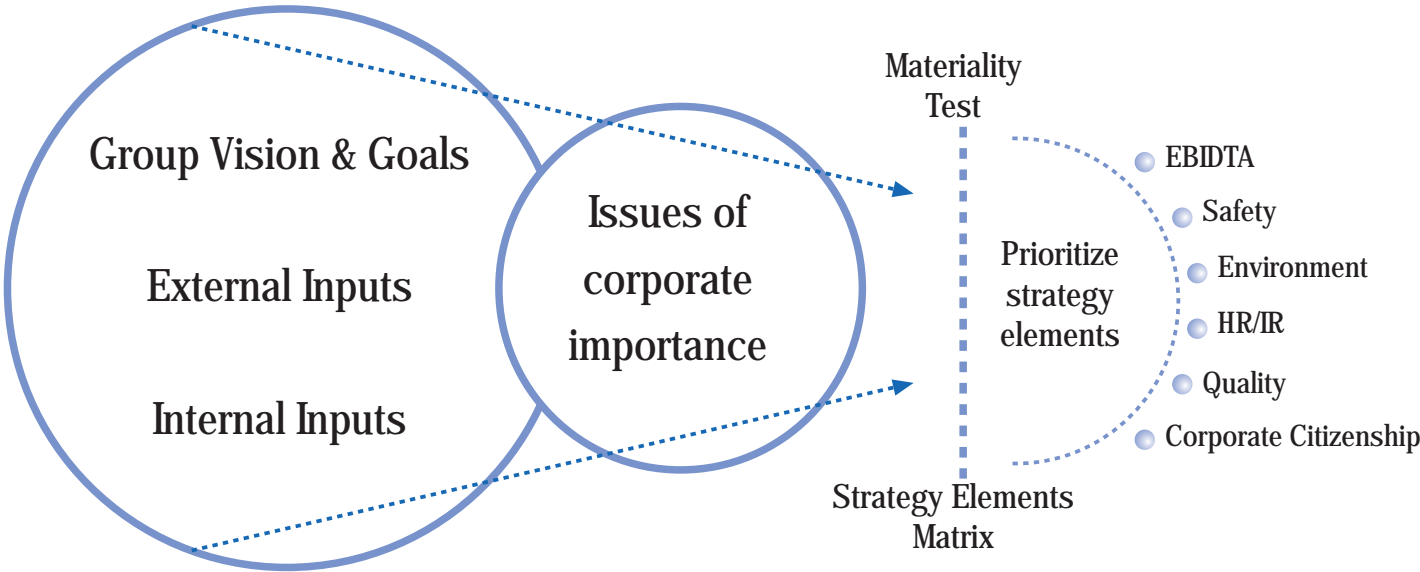 Group Vision & Goals
External Inputs
Internal Inputs
Issues of
corporate
importance
Materiality
Test
Prioritize
strategy
elements
Strategy Elements
Matrix
EBIDTA
Safety
Environment
HR/IR
Quality
Corporate Citizenship